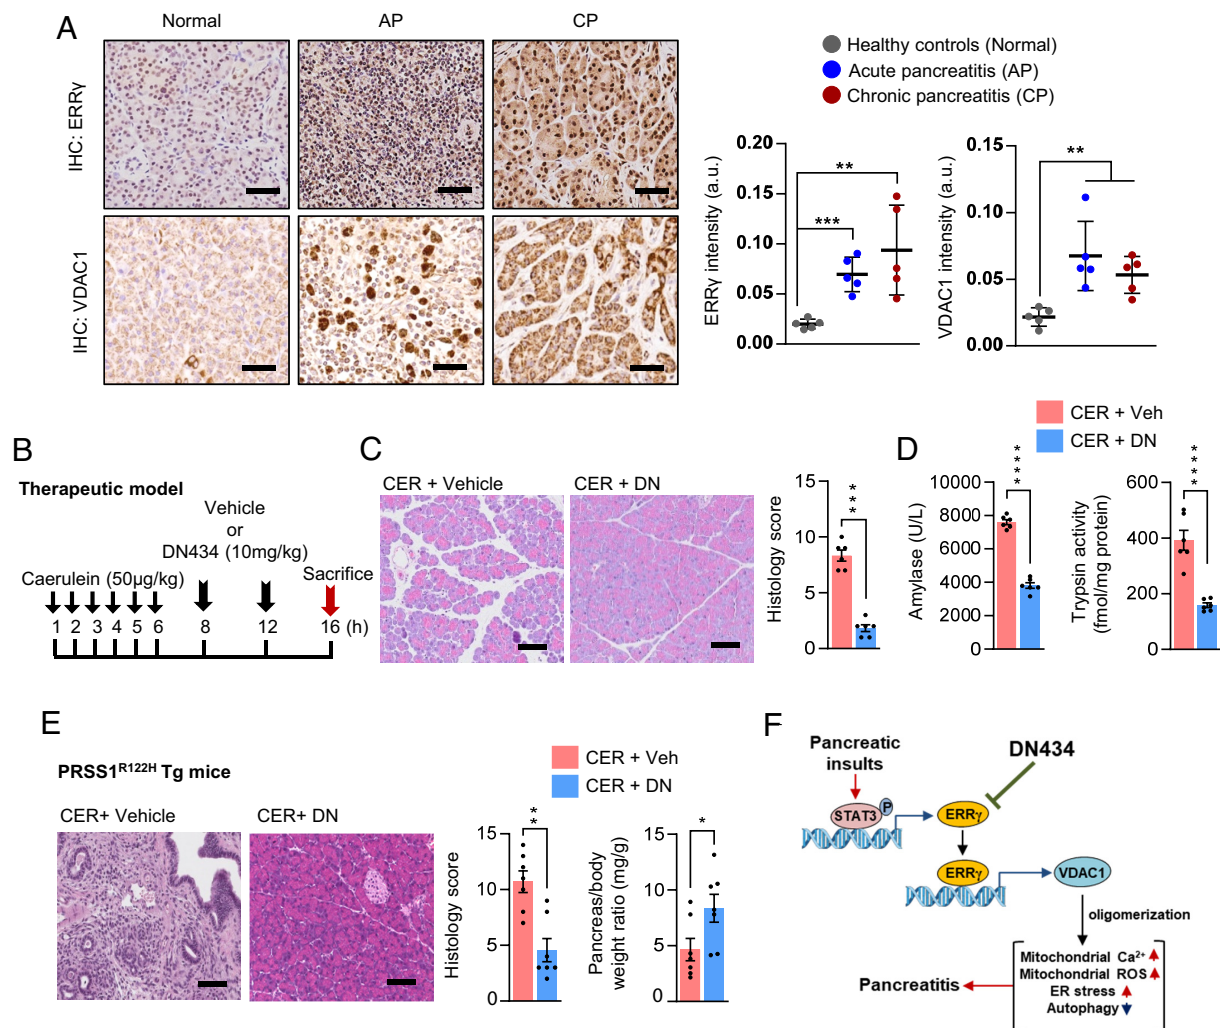 A
Normal
AP
CP
IHC: ERRγ
IHC: VDAC1
Healthy controls (Normal)
Acute pancreatitis (AP)
Chronic pancreatitis (CP)
ERRγ intensity (a.u.)
0.20
0.15
0.10
0.05
0.00
**
***
VDAC1 intensity (a.u.)
0.15
0.10
0.05
0.00
**
B
Therapeutic model
Vehicle
or
DN434 (10mg/kg)
Caerulein (50μg/kg)
Sacrifice
1 2 3 4 5 6 8 12 16 (h)
C
CER + Vehicle
CER + DN
Histology score
15
10
5
0
***
D
CER + Veh
CER + DN
Amylase (U/L)
10000
8000
6000
4000
2000
0
****
Trypsin activity
(fmol/mg protein)
600
400
200
0
****
E
PRSS1R122H Tg mice
CER+ Vehicle
CER+ DN
CER + Veh
CER + DN
Histology score
15
10
5
0
**
Pancreas/body
weight ratio (mg/g)
15
10
5
0
*
F
Pancreatic
insults
DN434
STAT3
P
ERRγ
ERRγ
VDAC1
oligomerization
Mitochondrial Ca2+
Mitochondrial ROS
ER stress
Autophagy
Pancreatitis